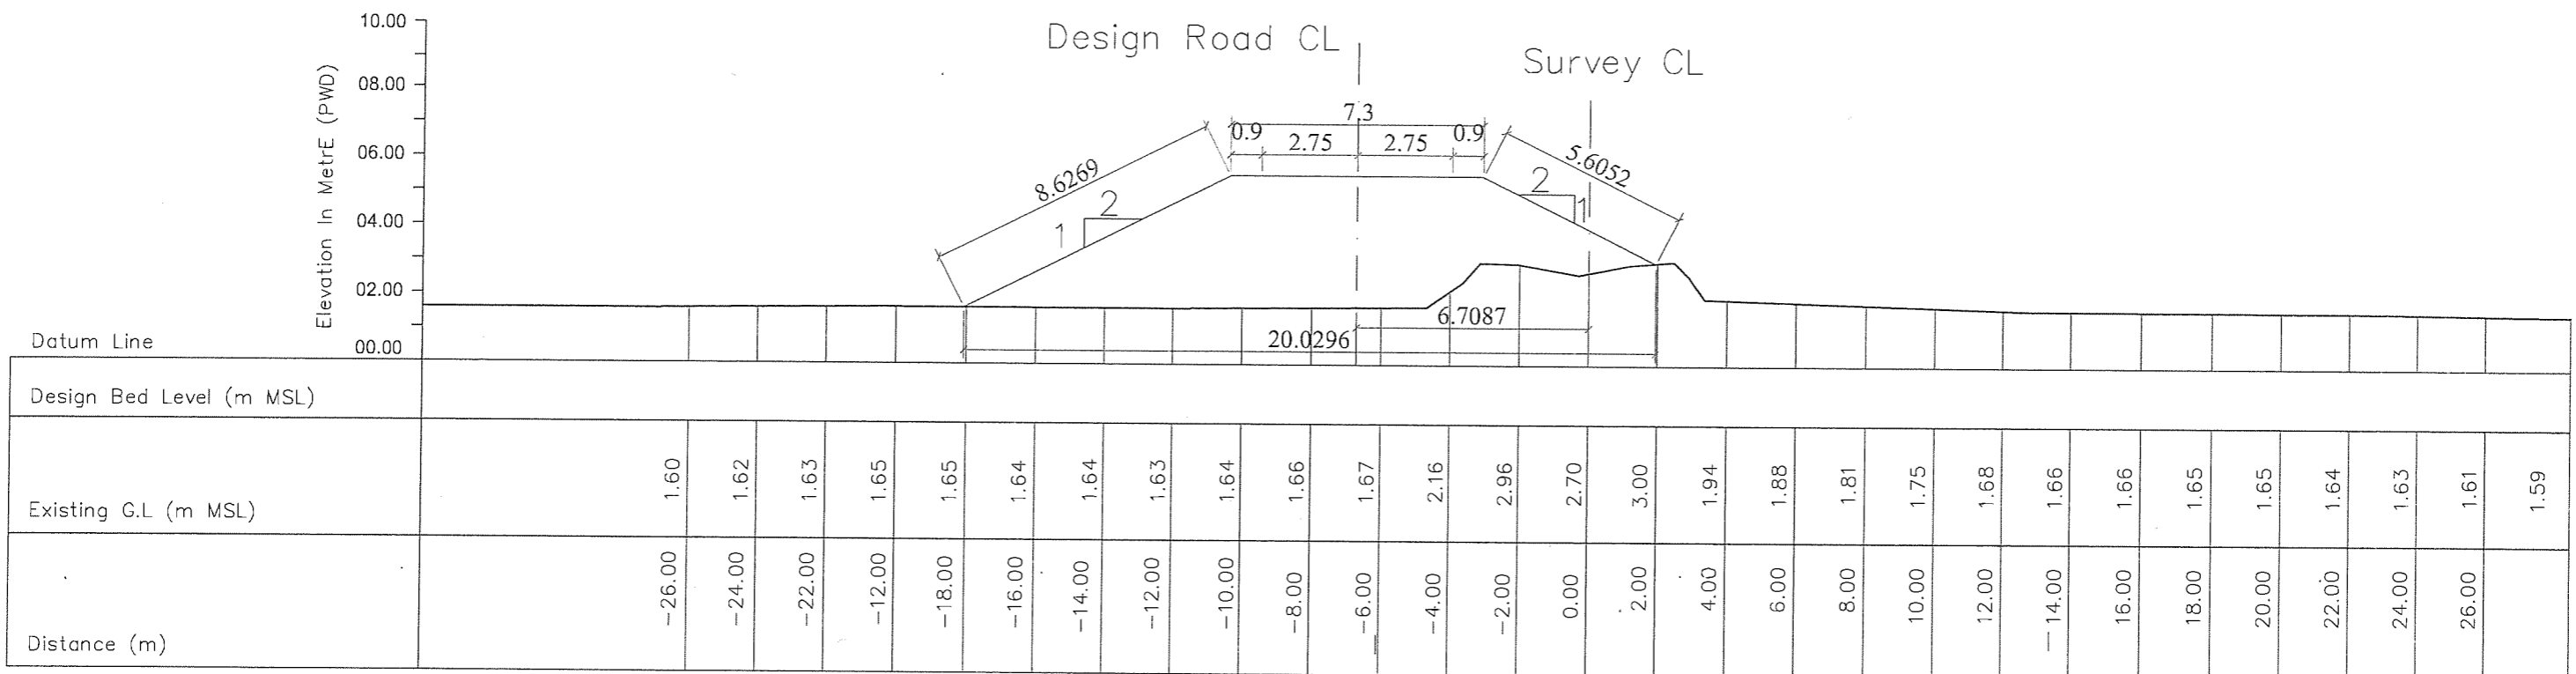 Design Road CL
Survey CL
Elevation In MetrE (PWD)
10.00
08.00
06.00
04.00
02.00
00.00
7.3
0.9 2.75 2.75 0.9
8.6269
5.6052
2
1
2
1
6.7087
20.0296
Datum Line
Design Bed Level (m MSL)
Existing G.L (m MSL) 1.60 1.62 1.63 1.65 1.65 1.64 1.64 1.63 1.64 1.66 1.67 2.16 2.96 2.70 3.00 1.94 1.88 1.81 1.75 1.68 1.66 1.66 1.65 1.65 1.64 1.63 1.61 1.59
Distance (m) -26.00 -24.00 -22.00 -12.00 -18.00 -16.00 -14.00 -12.00 -10.00 -8.00 -6.00 -4.00 -2.00 0.00 2.00 4.00 6.00 8.00 10.00 12.00 -14.00 16.00 18.00 20.00 22.00 24.00 26.00